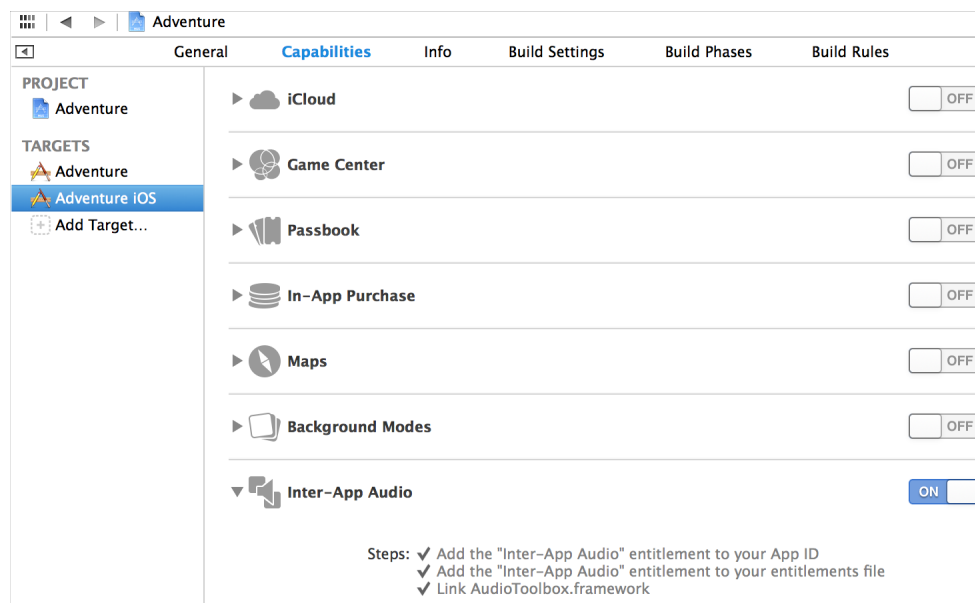 Adventure
General Capabilities Info Build Settings Build Phases Build Rules
PROJECT
Adventure
TARGETS
Adventure
Adventure iOS
Add Target...
iCloud OFF
Game Center OFF
Passbook OFF
In-App Purchase OFF
Maps OFF
Background Modes OFF
Inter-App Audio ON
Steps: ✔ Add the "Inter-App Audio" entitlement to your App ID
✔ Add the "Inter-App Audio" entitlement to your entitlements file
✔ Link AudioToolbox.framework